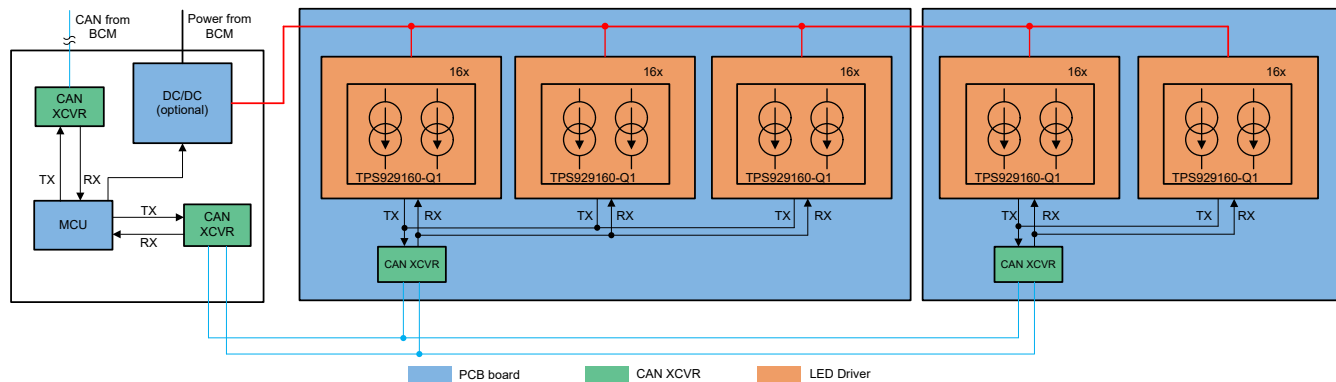 CAN from
BCM
Power from
BCM
CAN
XCVR
DC/DC
(optional)
TX
RX
MCU
TX
RX
CAN
XCVR
16x
TPS929160-Q1
16x
TPS929160-Q1
16x
TPS929160-Q1
TX
RX
TX
RX
TX
RX
CAN XCVR
16x
TPS929160-Q1
16x
TPS929160-Q1
TX
RX
TX
RX
CAN XCVR
PCB board
CAN XCVR
LED Driver